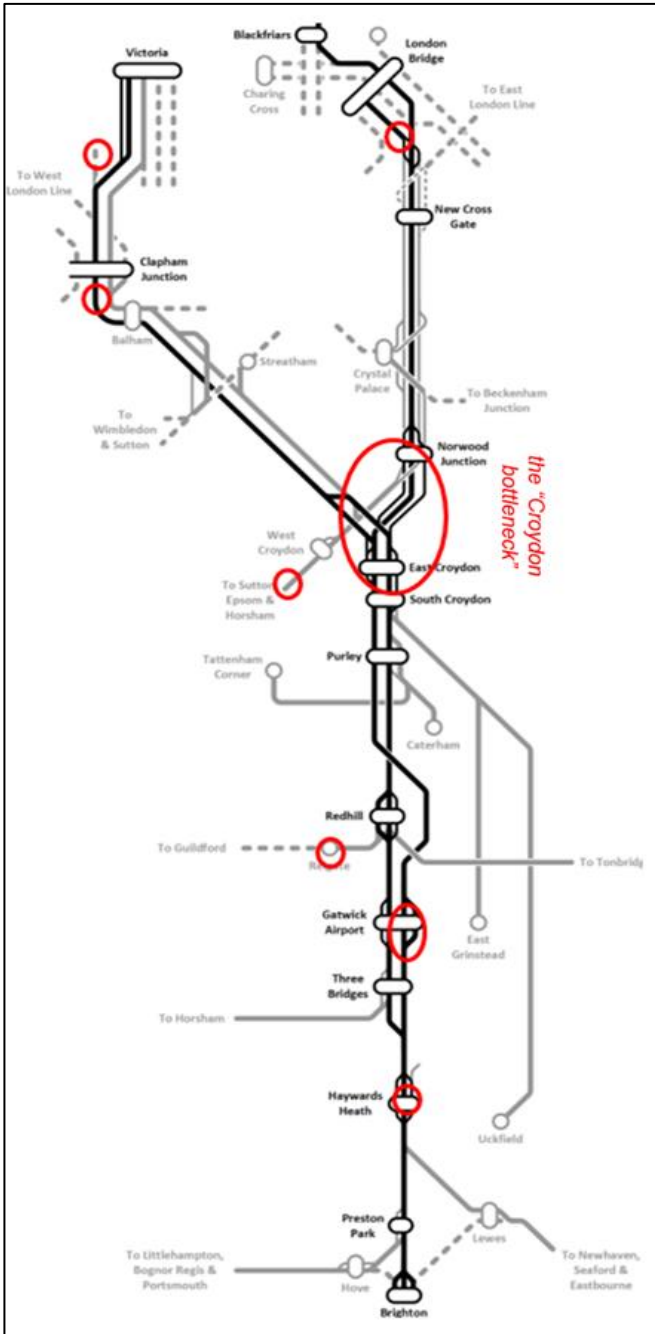 Blackfriars
London
Bridge
Victoria
Charing
Cross
To East
London Line
To West
London Line
New Cross
Gate
Clapham
Junction
Balham
Streatham
Crystal
Palace
To Beckenham
Junction
To
Wimbledon
& Sutton
Norwood
Junction
the "Croydon
bottleneck"
West
Croydon
East Croydon
To Sutton
Epsom &
Horsham
South Croydon
Purley
Tattenham
Corner
Caterham
Redhill
To Guildford
To Tonbridg
Gatwick
Airport
East
Grinstead
Three
Bridges
To Horsham
Haywards
Heath
Uckfield
Preston
Park
Lewes
To Littlehampton,
Bognor Regis &
Portsmouth
Hove
To Newhaven,
Seaford &
Eastbourne
Brighton